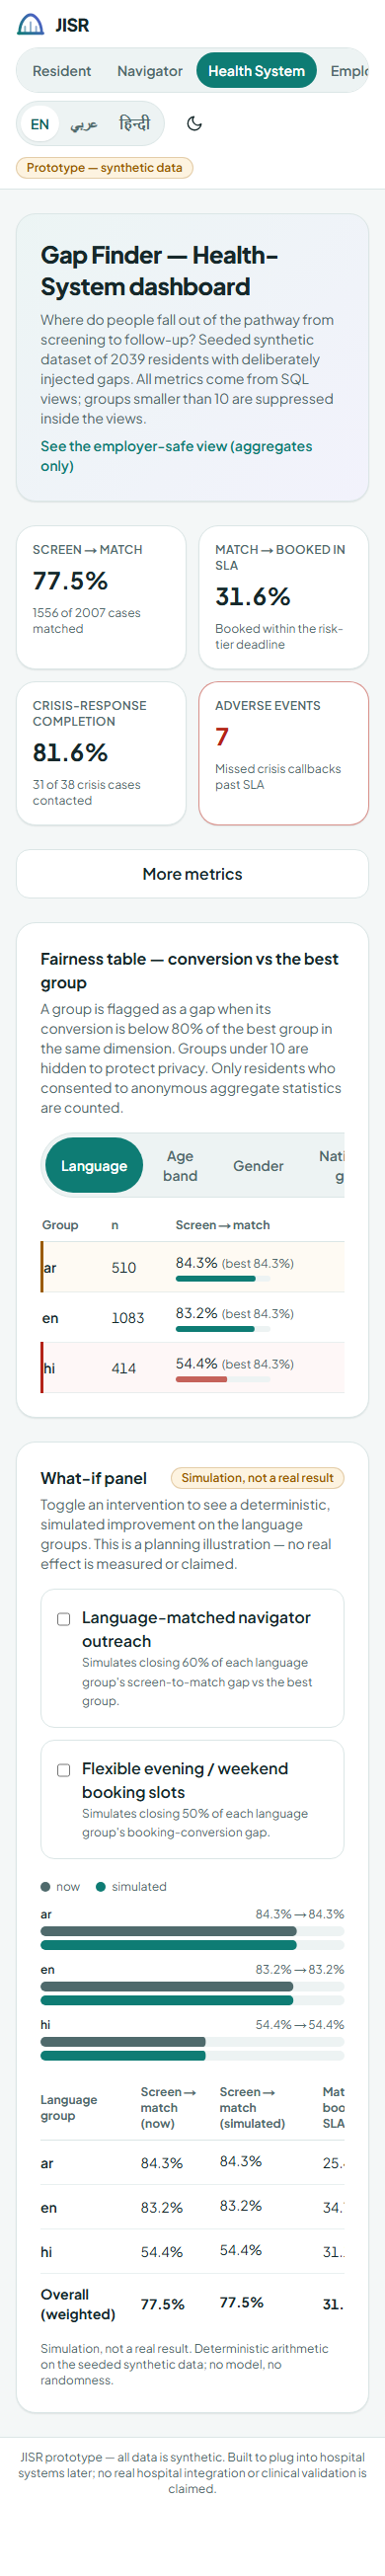 JISR
Resident Navigator Health System Emplo
EN عربي हिन्दी
Prototype — synthetic data
Gap Finder — Health-
System dashboard
Where do people fall out of the pathway from
screening to follow-up? Seeded synthetic
dataset of 2039 residents with deliberately
injected gaps. All metrics come from SQL
views; groups smaller than 10 are suppressed
inside the views.
See the employer-safe view (aggregates
only)
SCREEN → MATCH
77.5%
1556 of 2007 cases
matched
MATCH → BOOKED IN
SLA
31.6%
Booked within the risk-
tier deadline
CRISIS-RESPONSE
COMPLETION
81.6%
31 of 38 crisis cases
contacted
ADVERSE EVENTS
7
Missed crisis callbacks
past SLA
More metrics
Fairness table — conversion vs the best
group
A group is flagged as a gap when its
conversion is below 80% of the best group in
the same dimension. Groups under 10 are
hidden to protect privacy. Only residents who
consented to anonymous aggregate statistics
are counted.
Language Age band Gender Nati g
Group n Screen → match
ar 510 84.3% (best 84.3%)
en 1083 83.2% (best 84.3%)
hi 414 54.4% (best 84.3%)
What-if panel Simulation, not a real result
Toggle an intervention to see a deterministic,
simulated improvement on the language
groups. This is a planning illustration — no real
effect is measured or claimed.
Language-matched navigator
outreach
Simulates closing 60% of each language
group's screen-to-match gap vs the best
group.
Flexible evening / weekend
booking slots
Simulates closing 50% of each language
group's booking-conversion gap.
now simulated
ar 84.3% → 84.3%
en 83.2% → 83.2%
hi 54.4% → 54.4%
Language group Screen → match (now) Screen → match (simulated) Mat boo SLA
ar 84.3% 84.3% 25.
en 83.2% 83.2% 34.
hi 54.4% 54.4% 31.
Overall (weighted) 77.5% 77.5% 31.
Simulation, not a real result. Deterministic arithmetic
on the seeded synthetic data; no model, no
randomness.
JISR prototype — all data is synthetic. Built to plug into hospital
systems later; no real hospital integration or clinical validation is
claimed.